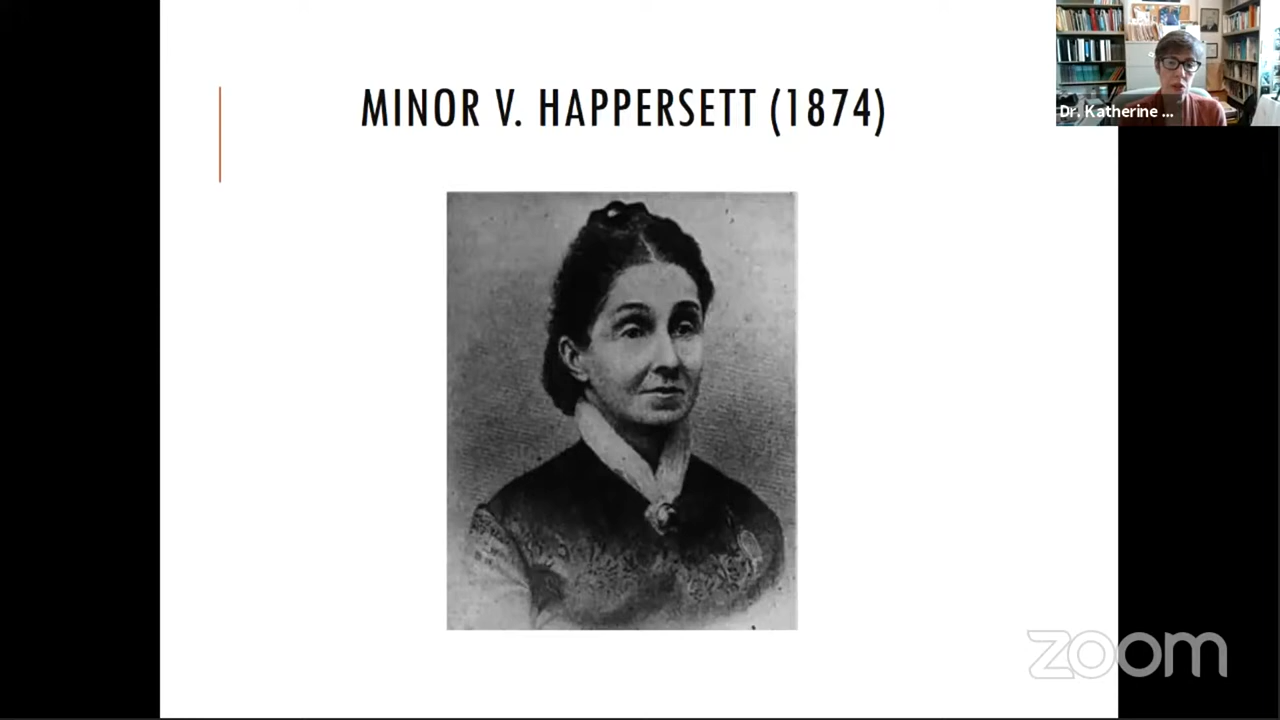 MINOR V. HAPPERSETT (1874)
Dr. Katherine ...
zoom